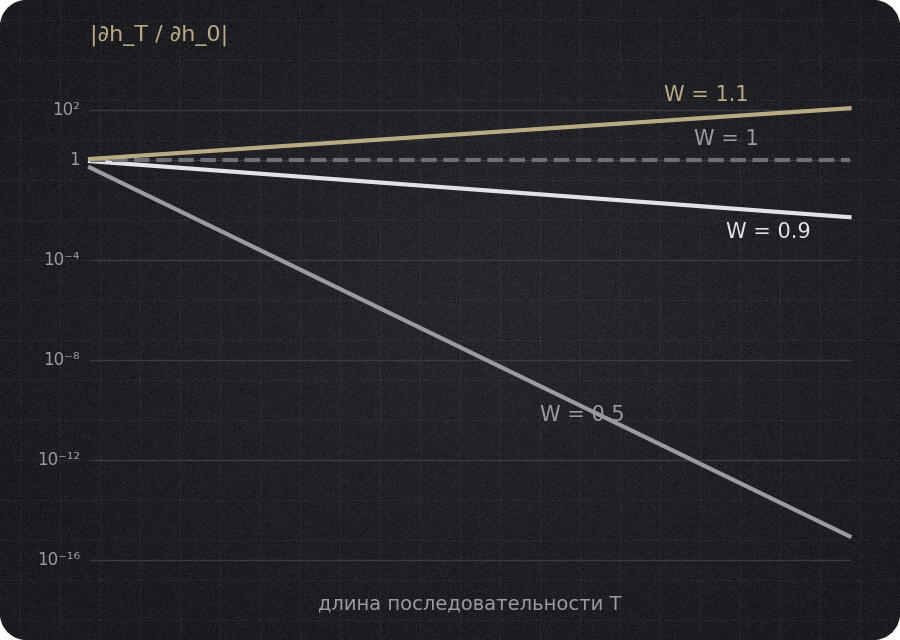 |∂h_T / ∂h_0|
10²
W = 1.1
W = 1
1
W = 0.9
10⁻⁴
10⁻⁸
W = 0.5
10⁻¹²
10⁻¹⁶
длина последовательности T